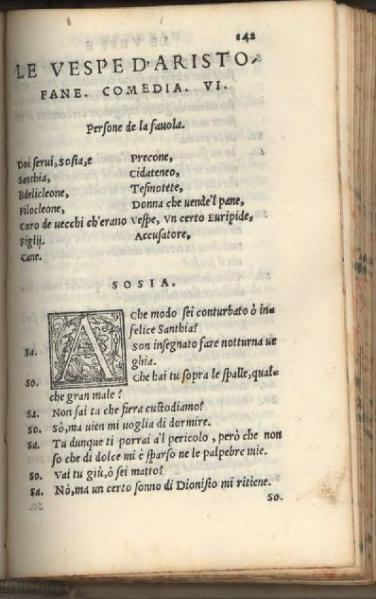 142
LE VESPE D'ARISTO-
FANE. COMEDIA. VI.
Persone de la fauola.
Doi serui, sosia, e Precone,
Santhia, Cidateneo,
Bdelicleone, Tesmotete,
Filocleone, Donna che uende'l pane,
Coro de uecchi ch'erano Vespe, Vn certo Euripide,
Figlij. Accusatore,
Cane.
SOSIA.
A Che modo sei conturbato ò in-
felice Santhia?
Sa. Son insegnato fare notturna ue
ghia.
So. Che hai tu sopra le spalle, qual-
che gran male?
Sa. Non sai tu che fiera custodiamo?
So. Sò, ma uien mi uoglia di dormire.
Sa. Tu dunque ti porrai a'l pericolo, però che non
so che di dolce mi è sparso ne le palpebre mie.
So. Vai tu giù, ò sei matto?
Sa. Nò, ma un certo sonno di Dionisio mi ritiene.
So.